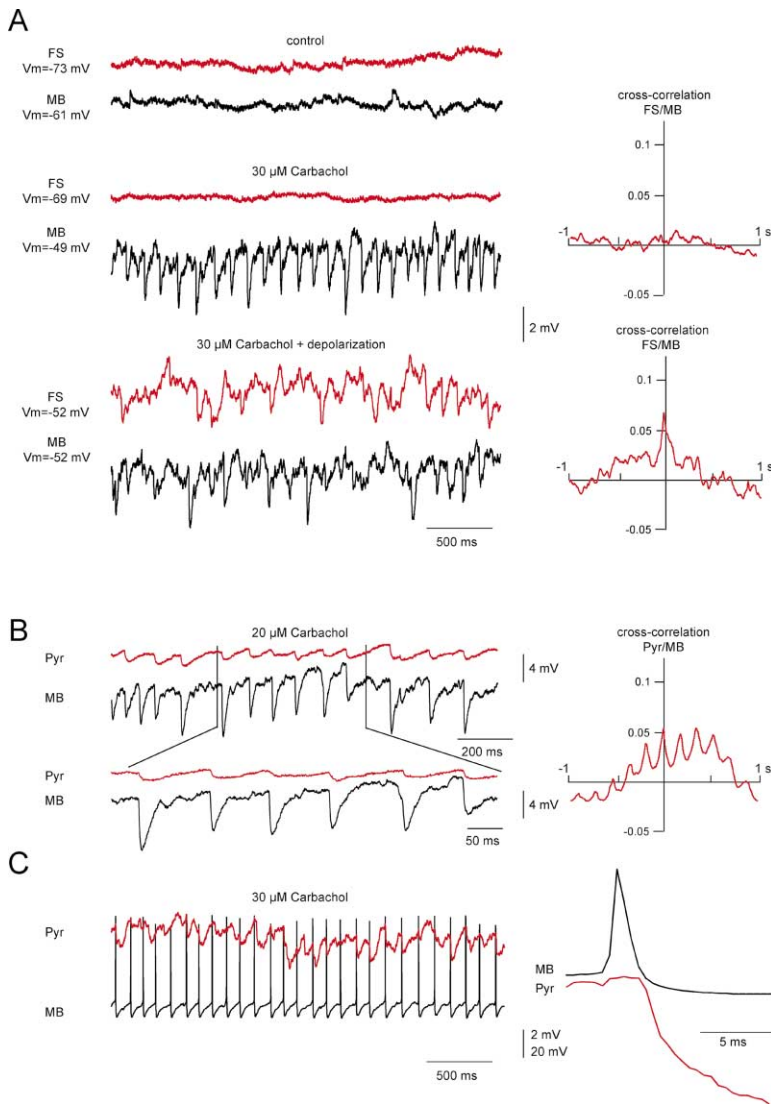 A
control
FS
Vm=-73 mV
MB
Vm=-61 mV
cross-correlation
FS/MB
0.1
0.05
-1
1 s
-0.05
30 µM Carbachol
FS
Vm=-69 mV
MB
Vm=-49 mV
2 mV
30 µM Carbachol + depolarization
FS
Vm=-52 mV
MB
Vm=-52 mV
500 ms
cross-correlation
FS/MB
0.1
0.05
-1
1 s
-0.05
B
20 µM Carbachol
Pyr
MB
4 mV
200 ms
Pyr
MB
4 mV
50 ms
cross-correlation
Pyr/MB
0.1
0.05
-1
1 s
-0.05
C
30 µM Carbachol
Pyr
MB
500 ms
2 mV
20 mV
MB
Pyr
5 ms